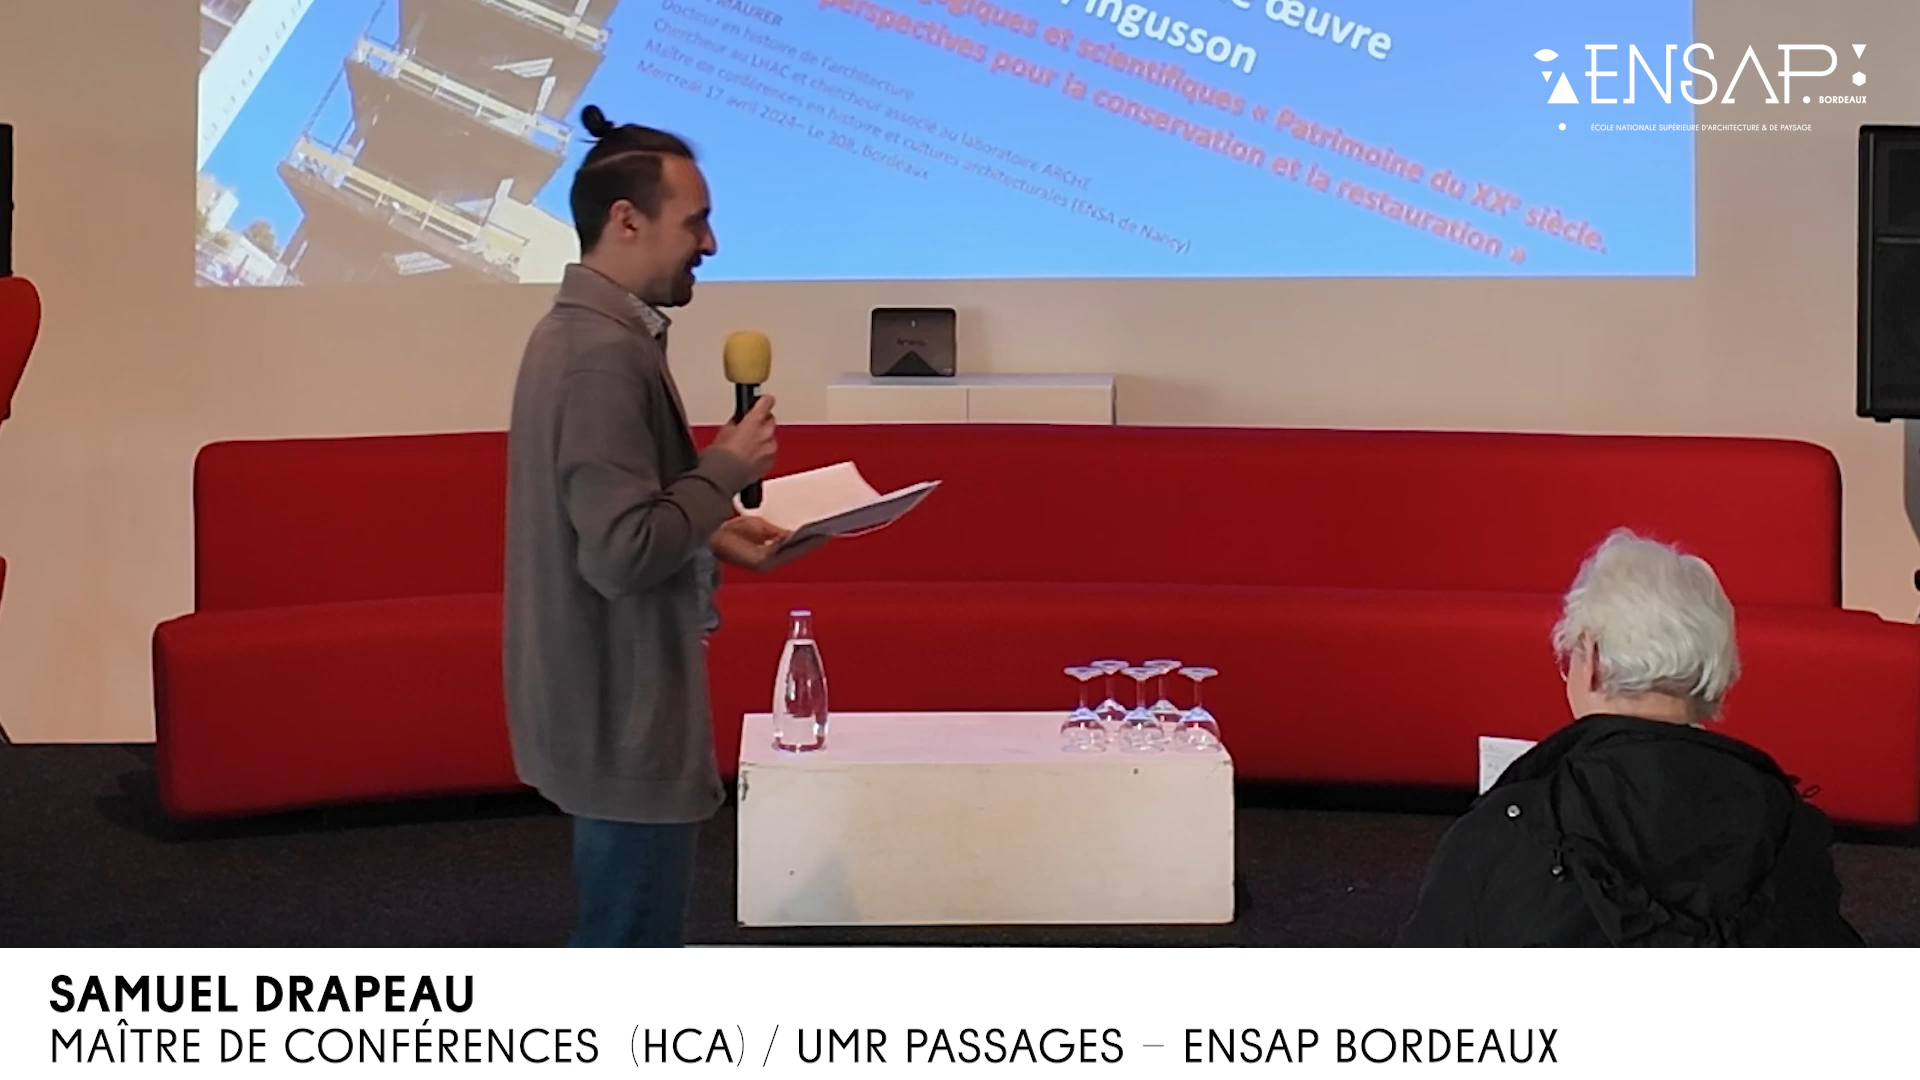 œuvre
Pingusson
giques et scientifiques « Patrimoine du XXe siècle.
perspectives pour la conservation et la restauration »
MAURER
Docteur en histoire de l'architecture
Chercheur au LHAC et chercheur associé au laboratoire ARCHE
Maître de conférences en histoire et cultures architecturales (ENSA de Nancy)
Mercredi 17 avril 2024– Le 308, Bordeaux
ENSAP.
BORDEAUX
ÉCOLE NATIONALE SUPÉRIEURE D'ARCHITECTURE & DE PAYSAGE
SAMUEL DRAPEAU
MAÎTRE DE CONFÉRENCES (HCA) / UMR PASSAGES – ENSAP BORDEAUX